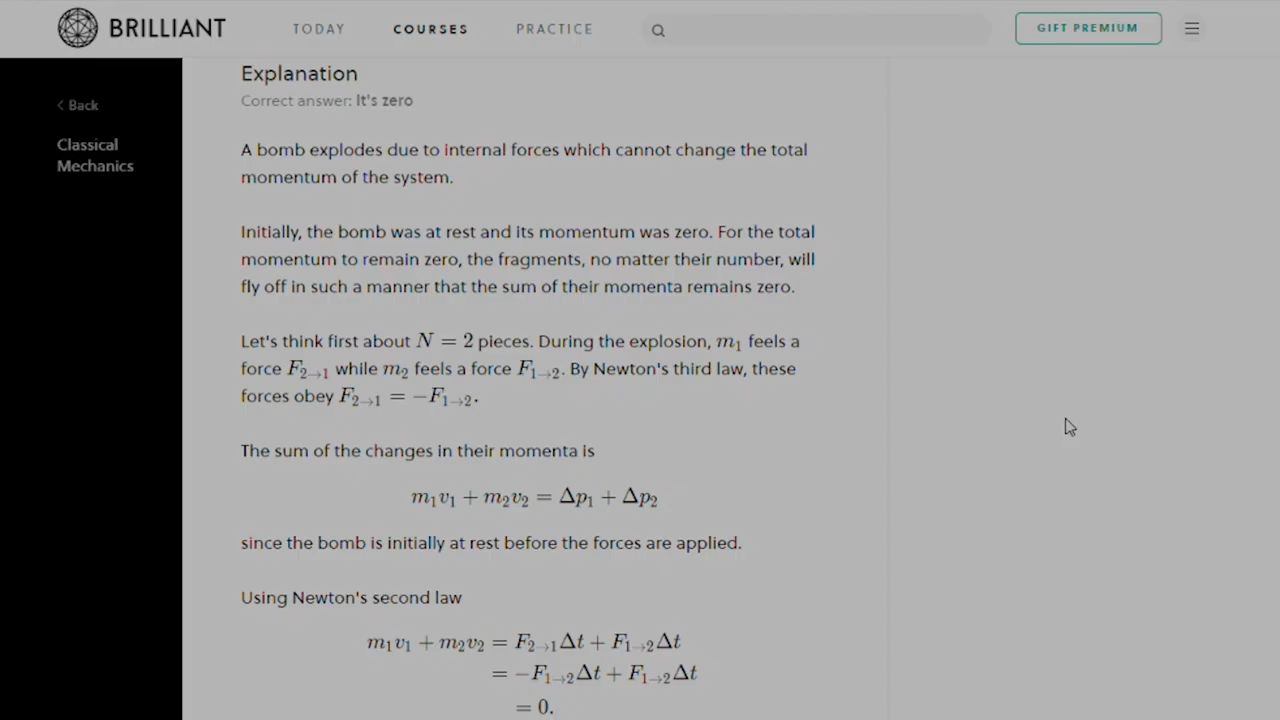 BRILLIANT
TODAY
COURSES
PRACTICE
GIFT PREMIUM
< Back
Classical
Mechanics
Explanation
Correct answer: It's zero
A bomb explodes due to internal forces which cannot change the total
momentum of the system.
Initially, the bomb was at rest and its momentum was zero. For the total
momentum to remain zero, the fragments, no matter their number, will
fly off in such a manner that the sum of their momenta remains zero.
Let's think first about N = 2 pieces. During the explosion, m₁ feels a
force F₂→₁ while m₂ feels a force F₁→₂. By Newton's third law, these
forces obey F₂→₁ = −F₁→₂.
The sum of the changes in their momenta is
m₁v₁ + m₂v₂ = Δp₁ + Δp₂
since the bomb is initially at rest before the forces are applied.
Using Newton's second law
m₁v₁ + m₂v₂ = F₂→₁Δt + F₁→₂Δt
= −F₁→₂Δt + F₁→₂Δt
= 0.